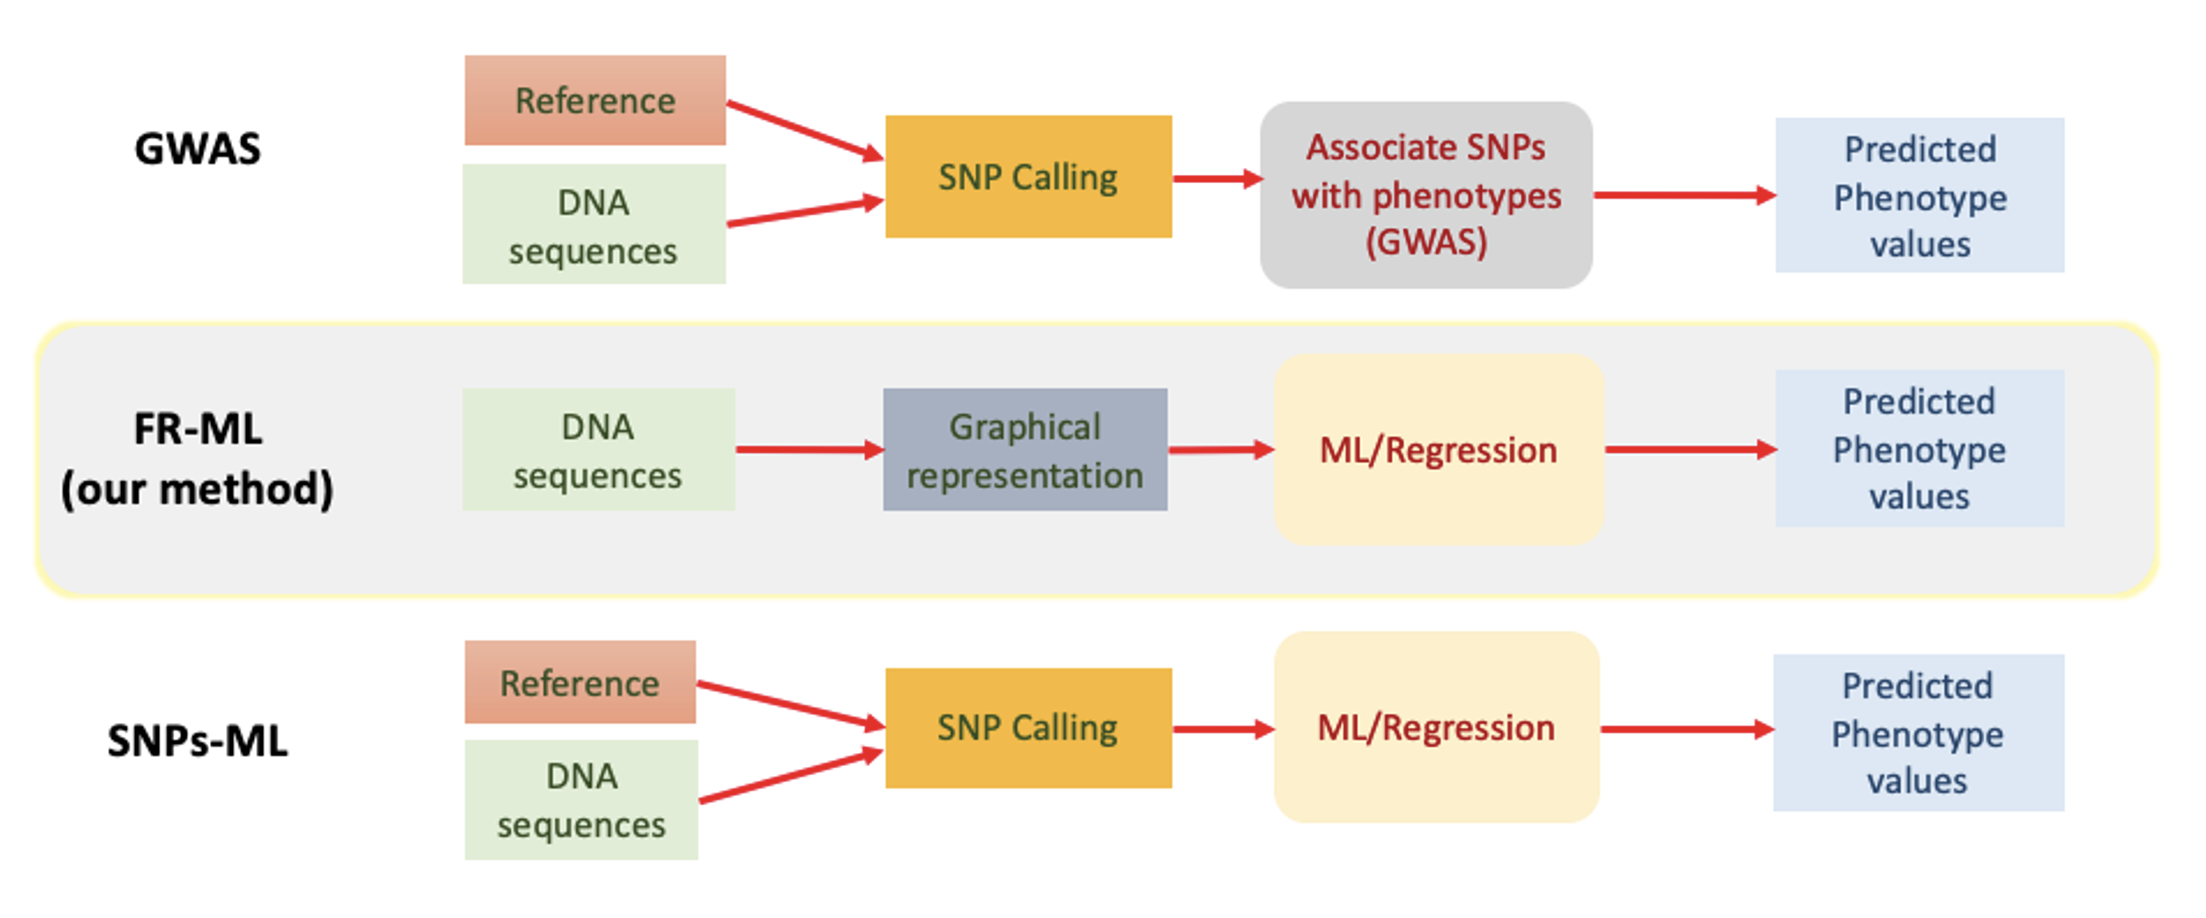 GWAS
Reference
DNA
sequences
SNP Calling
Associate SNPs
with phenotypes
(GWAS)
Predicted
Phenotype
values
FR-ML
(our method)
DNA
sequences
Graphical
representation
ML/Regression
Predicted
Phenotype
values
SNPs-ML
Reference
DNA
sequences
SNP Calling
ML/Regression
Predicted
Phenotype
values